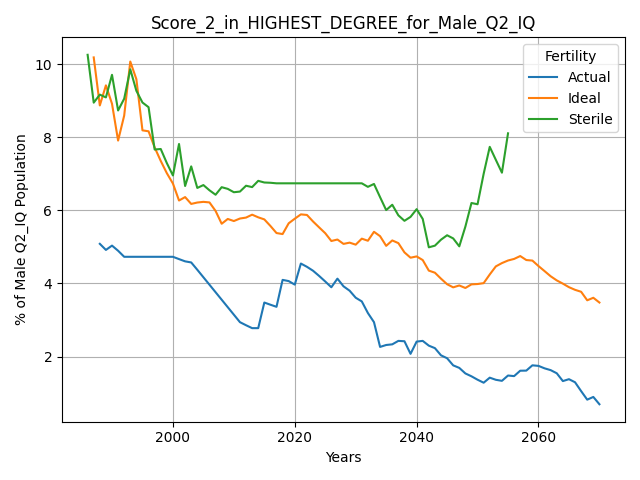 Score_2_in_HIGHEST_DEGREE_for_Male_Q2_IQ
% of Male Q2_IQ Population
10
8
6
4
2
Fertility
Actual
Ideal
Sterile
2000 2020 2040 2060
Years